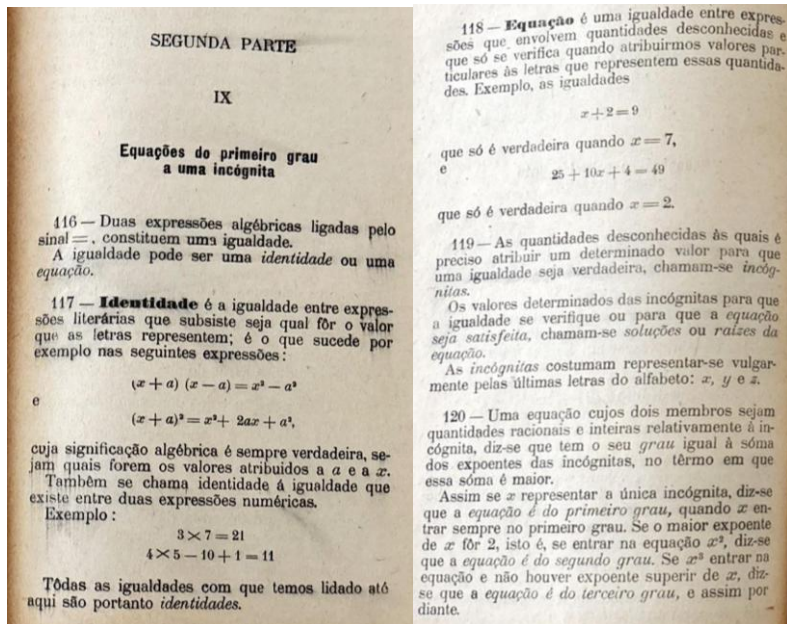 SEGUNDA PARTE
IX
Equações do primeiro grau
a uma incógnita
116 — Duas expressões algébricas ligadas pelo
sinal =, constituem uma igualdade.
A igualdade pode ser uma identidade ou uma
equação.
117 — Identidade é a igualdade entre expres-
sões literárias que subsiste seja qual fôr o valor
que as letras representem; é o que sucede por
exemplo nas seguintes expressões :
(x + a) (x — a) = x² — a²
e
(x + a)² = x² + 2ax + a²,
cuja significação algébrica é sempre verdadeira, se-
jam quais forem os valores atribuidos a a e a x.
Também se chama identidade á igualdade que
existe entre duas expressões numéricas.
Exemplo :
3 × 7 = 21
4 × 5 — 10 + 1 = 11
Tôdas as igualdades com que temos lidado até
aqui são portanto identidades.
118 — Equação é uma igualdade entre expres-
sões que envolvem quantidades desconhecidas e
que só se verifica quando atribuirmos valores par-
ticulares às letras que representem essas quantida-
des. Exemplo, as igualdades
x + 2 = 9
que só é verdadeira quando x = 7,
e
25 + 10x + 4 = 49
que só é verdadeira quando x = 2.
119 — As quantidades desconhecidas às quais é
preciso atribuir um determinado valor para que
uma igualdade seja verdadeira, chamam-se incóg-
nitas.
Os valores determinados das incógnitas para que
a igualdade se verifique ou para que a equação
seja satisfeita, chamam-se soluções ou raízes da
equação.
As incógnitas costumam representar-se vulgar-
mente pelas últimas letras do alfabeto: x, y e z.
120 — Uma equação cujos dois membros sejam
quantidades racionais e inteiras relativamente à in-
cógnita, diz-se que tem o seu grau igual à sôma
dos expoentes das incógnitas, no têrmo em que
essa sôma é maior.
Assim se x representar a única incógnita, diz-se
que a equação é do primeiro grau, quando x en-
trar sempre no primeiro grau. Se o maior expoente
de x fôr 2, isto é, se entrar na equação x², diz-se
que a equação é do segundo grau. Se x³ entrar na
equação e não houver expoente superir de x, diz-
se que a equação é do terceiro grau, e assim por
diante.